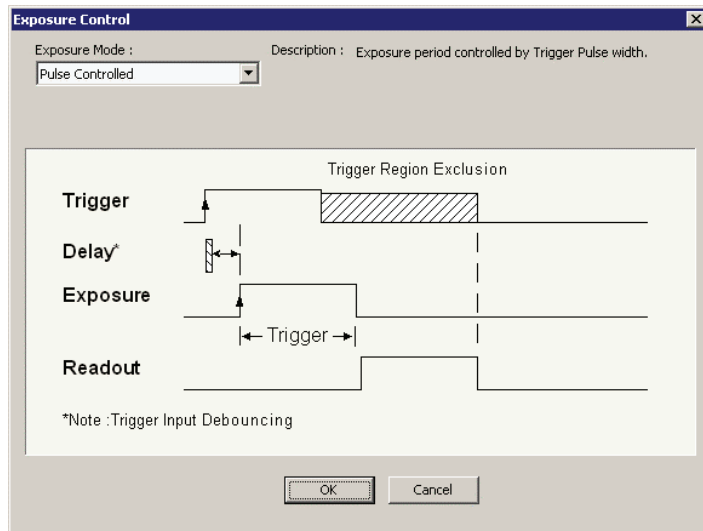 Exposure Control
Exposure Mode :
Description : Exposure period controlled by Trigger Pulse width.
Pulse Controlled
Trigger Region Exclusion
Trigger
Delay*
Exposure
Trigger
Readout
*Note :Trigger Input Debouncing
OK
Cancel